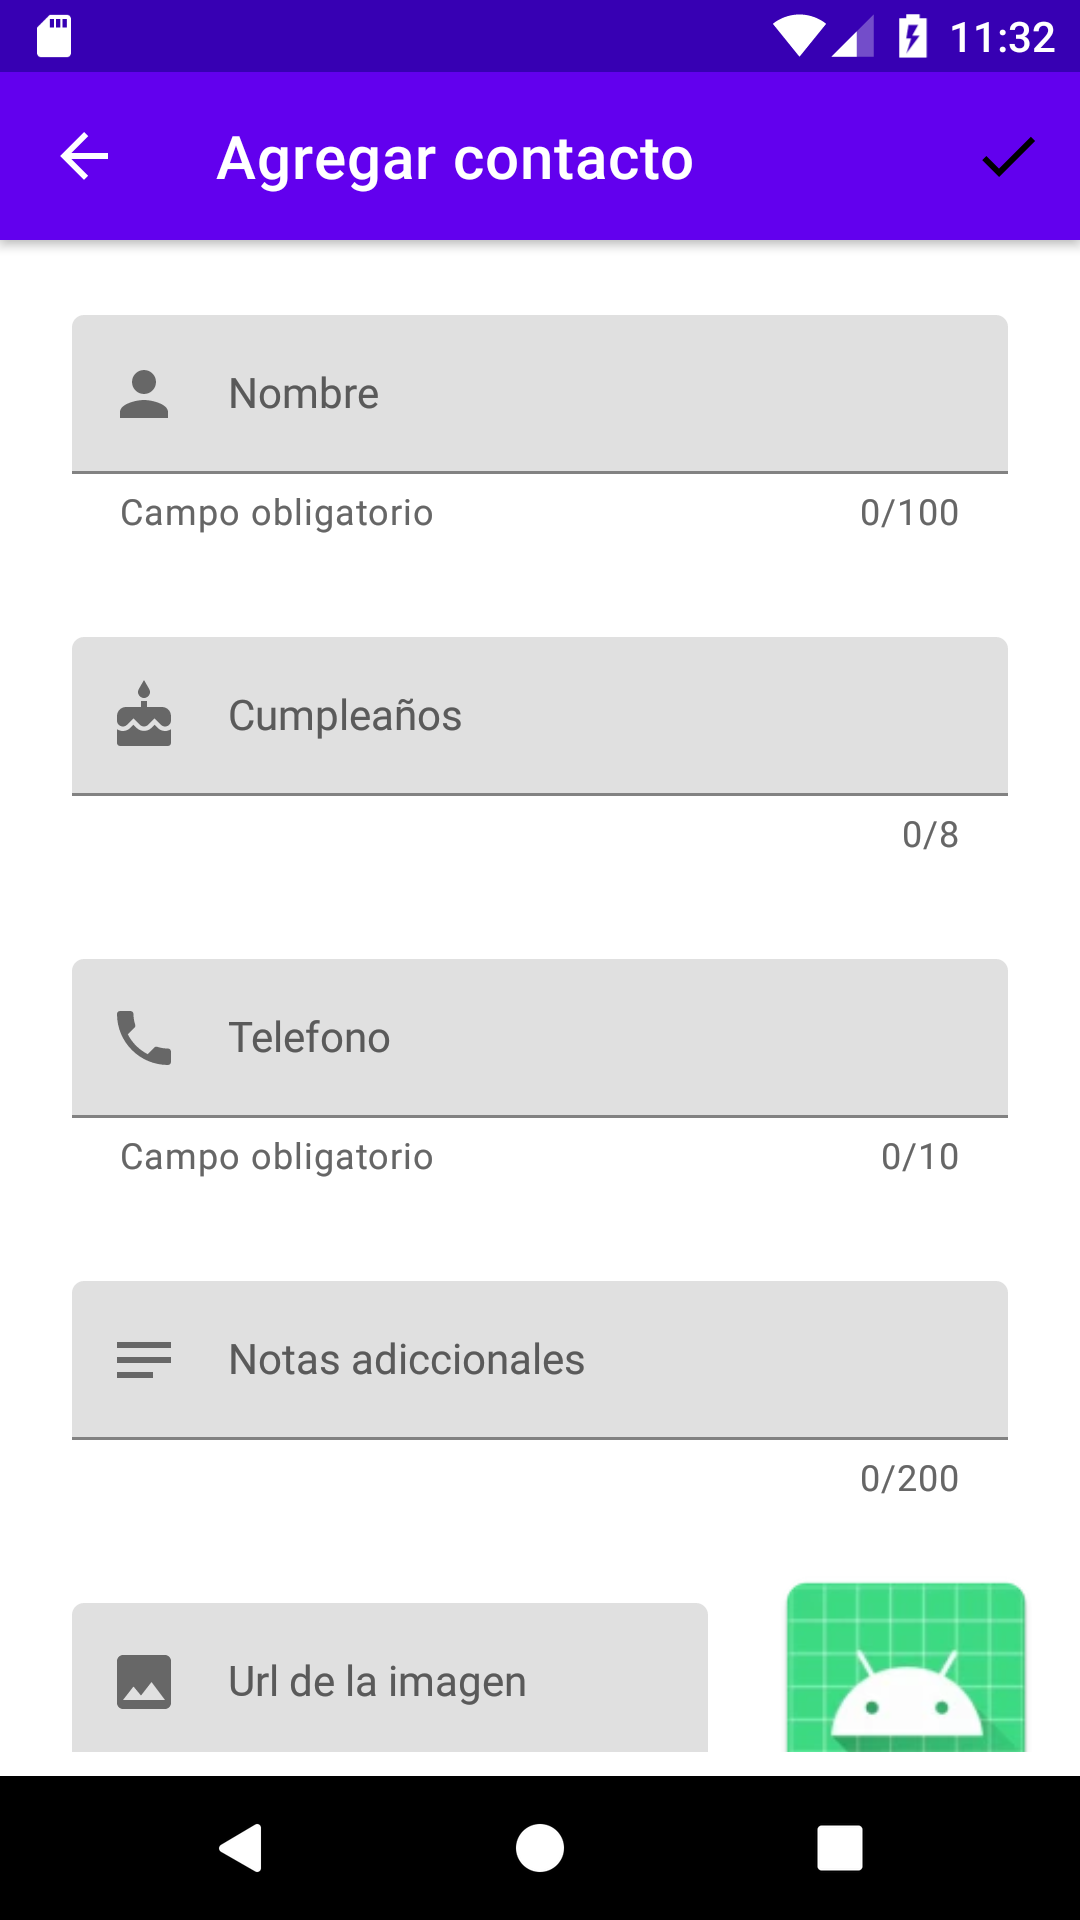 11:32
Agregar contacto
Nombre
Campo obligatorio 0/100
Cumpleaños
0/8
Telefono
Campo obligatorio 0/10
Notas adiccionales
0/200
Url de la imagen